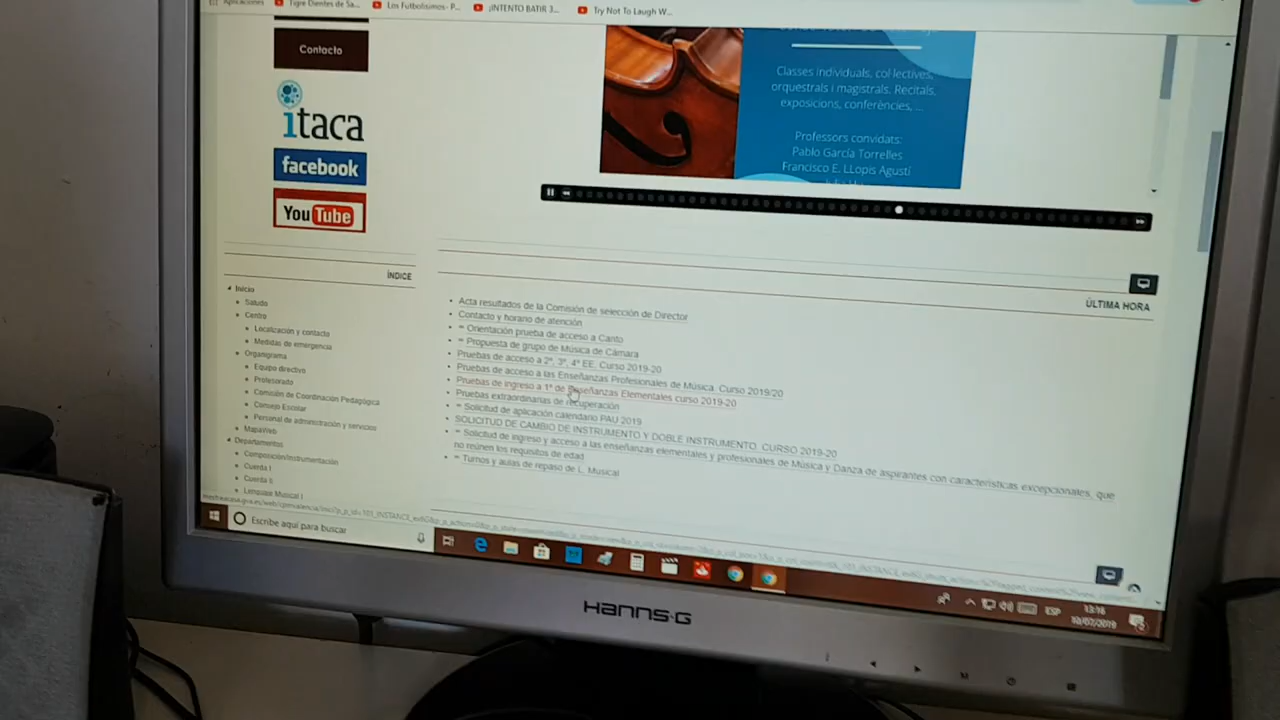 Aplicaciones
Tigre Dientes de Sa...
Los Futbolisimos- P...
¡INTENTO BATIR 3...
Try Not To Laugh W...
Contacto
itaca
facebook
YouTube
Classes individuals, col·lectives,
orquestrals i magistrals. Recitals,
exposicions, conferències, ...
Professors convidats:
Pablo García Torrelles
Francisco E. LLopis Agustí
ÍNDICE
Inicio
Saludo
Centro
Localización y contacto
Medidas de emergencia
Organigrama
Equipo directivo
Profesorado
Comisión de Coordinación Pedagógica
Consejo Escolar
Personal de administración y servicios
MapaVivo
Departamentos
Composición/Instrumentación
Cuerda I
Cuerda II
Lenguaje Musical I
ÚLTIMA HORA
Acta resultados de la Comisión de selección de Director
Contacto y horario de atención
Orientación prueba de acceso a Canto
Propuesta de grupo de Música de Cámara
Pruebas de acceso a 2º, 3º, 4º EE. Curso 2019-20
Pruebas de acceso a las Enseñanzas Profesionales de Música. Curso 2019/20
Pruebas de ingreso a 1º de Enseñanzas Elementales curso 2019-20
Pruebas extraordinarias de recuperación
Solicitud de aplicación calendario PAU 2019
SOLICITUD DE CAMBIO DE INSTRUMENTO Y DOBLE INSTRUMENTO. CURSO 2019-20
Solicitud de ingreso y acceso a las enseñanzas elementales y profesionales de Música y Danza de aspirantes con características excepcionales, que
no reúnen los requisitos de edad
Turnos y aulas de repaso de L. Musical
Escribe aquí para buscar
ESP
13:16
10/07/2019
HANNS·G